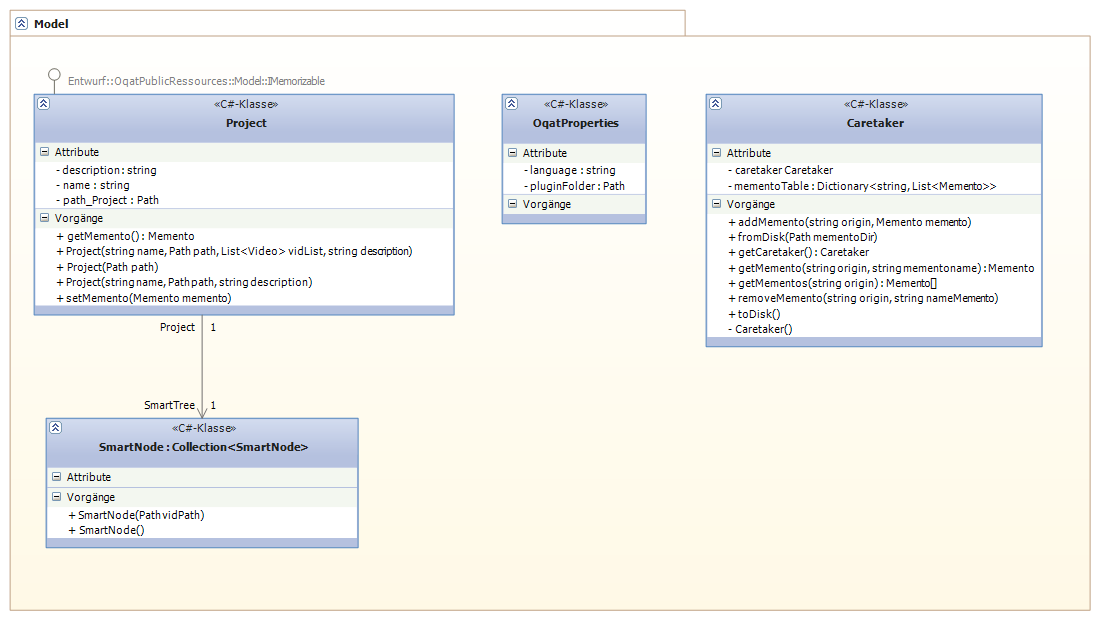 Model
Entwurf::OqatPublicRessources::Model::IMemorizable
«C#-Klasse»
Project
Attribute
- description : string
- name : string
- path_Project : Path
Vorgänge
+ getMemento() : Memento
+ Project(string name, Path path, List<Video> vidList, string description)
+ Project(Path path)
+ Project(string name, Path path, string description)
+ setMemento(Memento memento)
«C#-Klasse»
OqatProperties
Attribute
- language : string
- pluginFolder : Path
Vorgänge
«C#-Klasse»
Caretaker
Attribute
- caretaker Caretaker
- mementoTable : Dictionary<string, List<Memento>>
Vorgänge
+ addMemento(string origin, Memento memento)
+ fromDisk(Path mementoDir)
+ getCaretaker() : Caretaker
+ getMemento(string origin, string mementoname) : Memento
+ getMementos(string origin) : Memento[]
+ removeMemento(string origin, string nameMemento)
+ toDisk()
- Caretaker()
Project 1
SmartTree 1
«C#-Klasse»
SmartNode : Collection<SmartNode>
Attribute
Vorgänge
+ SmartNode(Path vidPath)
+ SmartNode()